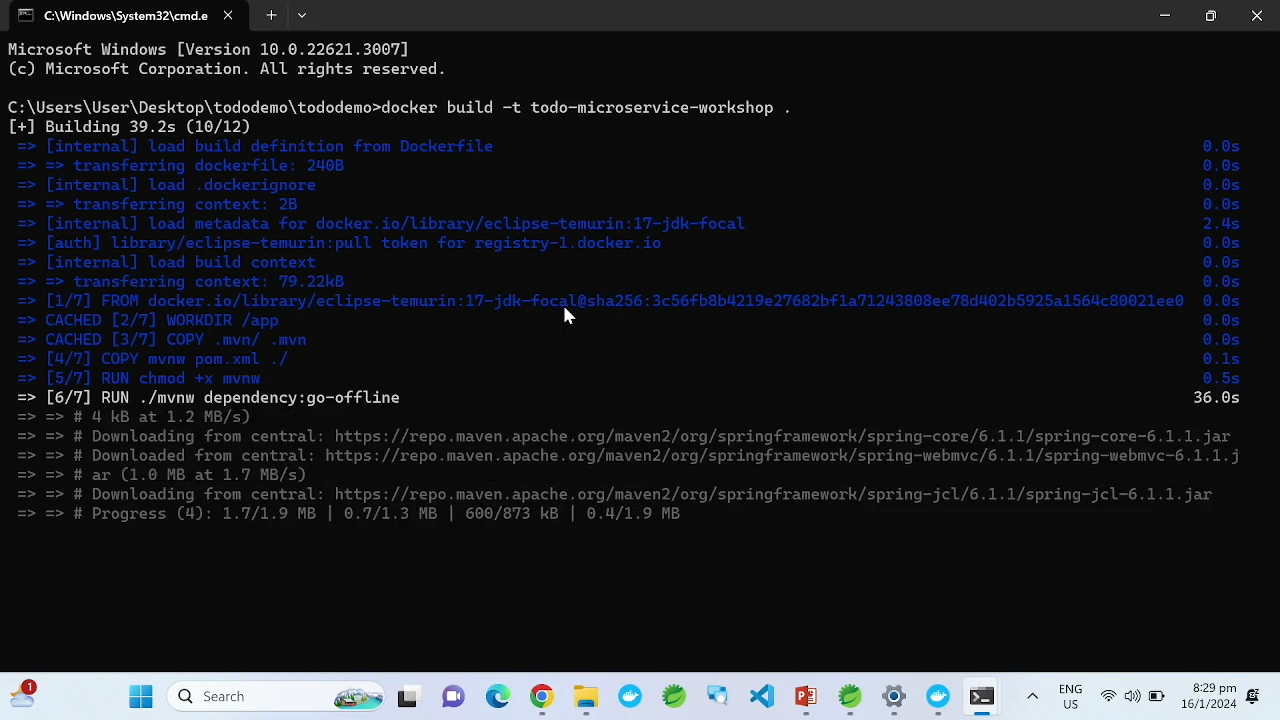 C:\Windows\System32\cmd.e
Microsoft Windows [Version 10.0.22621.3007]
(c) Microsoft Corporation. All rights reserved.
C:\Users\User\Desktop\tododemo\tododemo>docker build -t todo-microservice-workshop .
[+] Building 39.2s (10/12)
=> [internal] load build definition from Dockerfile 0.0s
=> => transferring dockerfile: 240B 0.0s
=> [internal] load .dockerignore 0.0s
=> => transferring context: 2B 0.0s
=> [internal] load metadata for docker.io/library/eclipse-temurin:17-jdk-focal 2.4s
=> [auth] library/eclipse-temurin:pull token for registry-1.docker.io 0.0s
=> [internal] load build context 0.0s
=> => transferring context: 79.22kB 0.0s
=> [1/7] FROM docker.io/library/eclipse-temurin:17-jdk-focal@sha256:3c56fb8b4219e27682bf1a71243808ee78d402b5925a1564c80021ee0 0.0s
=> CACHED [2/7] WORKDIR /app 0.0s
=> CACHED [3/7] COPY .mvn/ .mvn 0.0s
=> [4/7] COPY mvnw pom.xml ./ 0.1s
=> [5/7] RUN chmod +x mvnw 0.5s
=> [6/7] RUN ./mvnw dependency:go-offline 36.0s
=> => # 4 kB at 1.2 MB/s)
=> => # Downloading from central: https://repo.maven.apache.org/maven2/org/springframework/spring-core/6.1.1/spring-core-6.1.1.jar
=> => # Downloaded from central: https://repo.maven.apache.org/maven2/org/springframework/spring-webmvc/6.1.1/spring-webmvc-6.1.1.j
=> => # ar (1.0 MB at 1.7 MB/s)
=> => # Downloading from central: https://repo.maven.apache.org/maven2/org/springframework/spring-jcl/6.1.1/spring-jcl-6.1.1.jar
=> => # Progress (4): 1.7/1.9 MB | 0.7/1.3 MB | 600/873 kB | 0.4/1.9 MB
1
Search
ENG
US
8:29 pm
16/1/2024